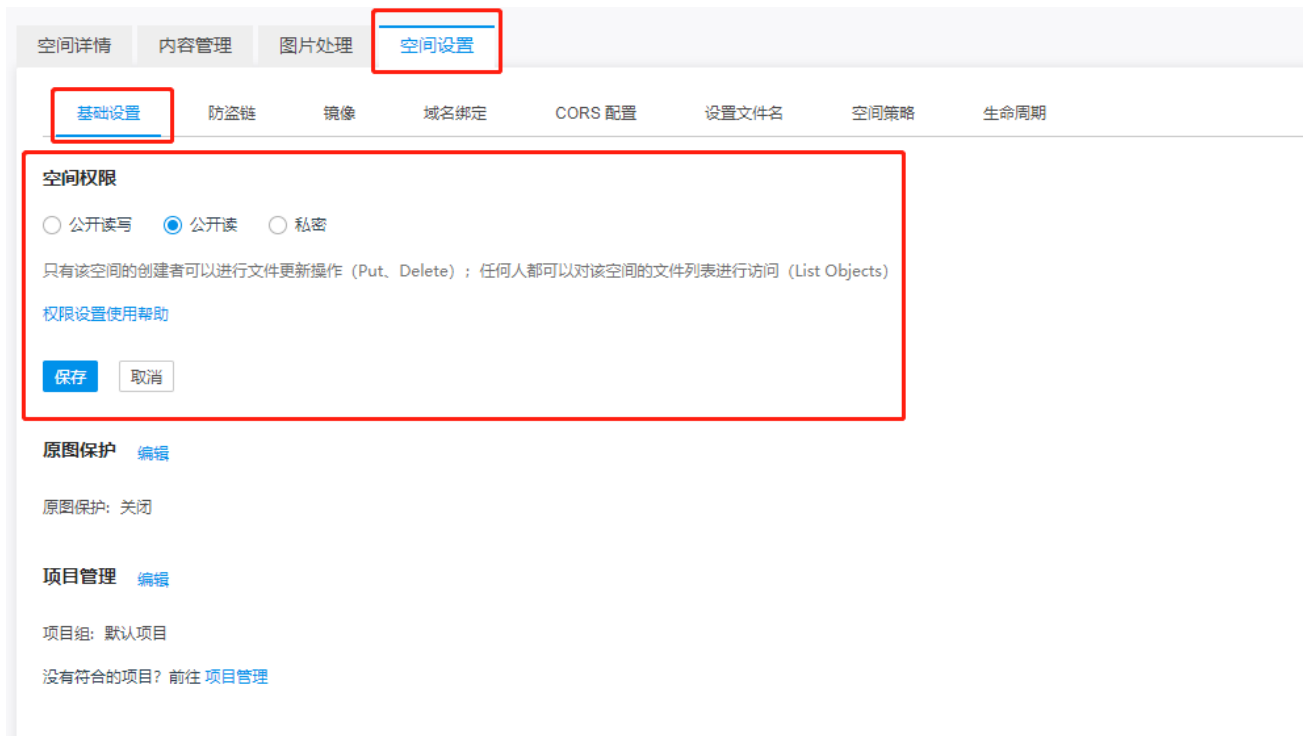 空间详情 内容管理 图片处理 空间设置
基础设置 防盗链 镜像 域名绑定 CORS 配置 设置文件名 空间策略 生命周期
空间权限
公开读写 公开读 私密
只有该空间的创建者可以进行文件更新操作（Put、Delete）；任何人都可以对该空间的文件列表进行访问（List Objects）
权限设置使用帮助
保存 取消
原图保护 编辑
原图保护: 关闭
项目管理 编辑
项目组: 默认项目
没有符合的项目？前往 项目管理